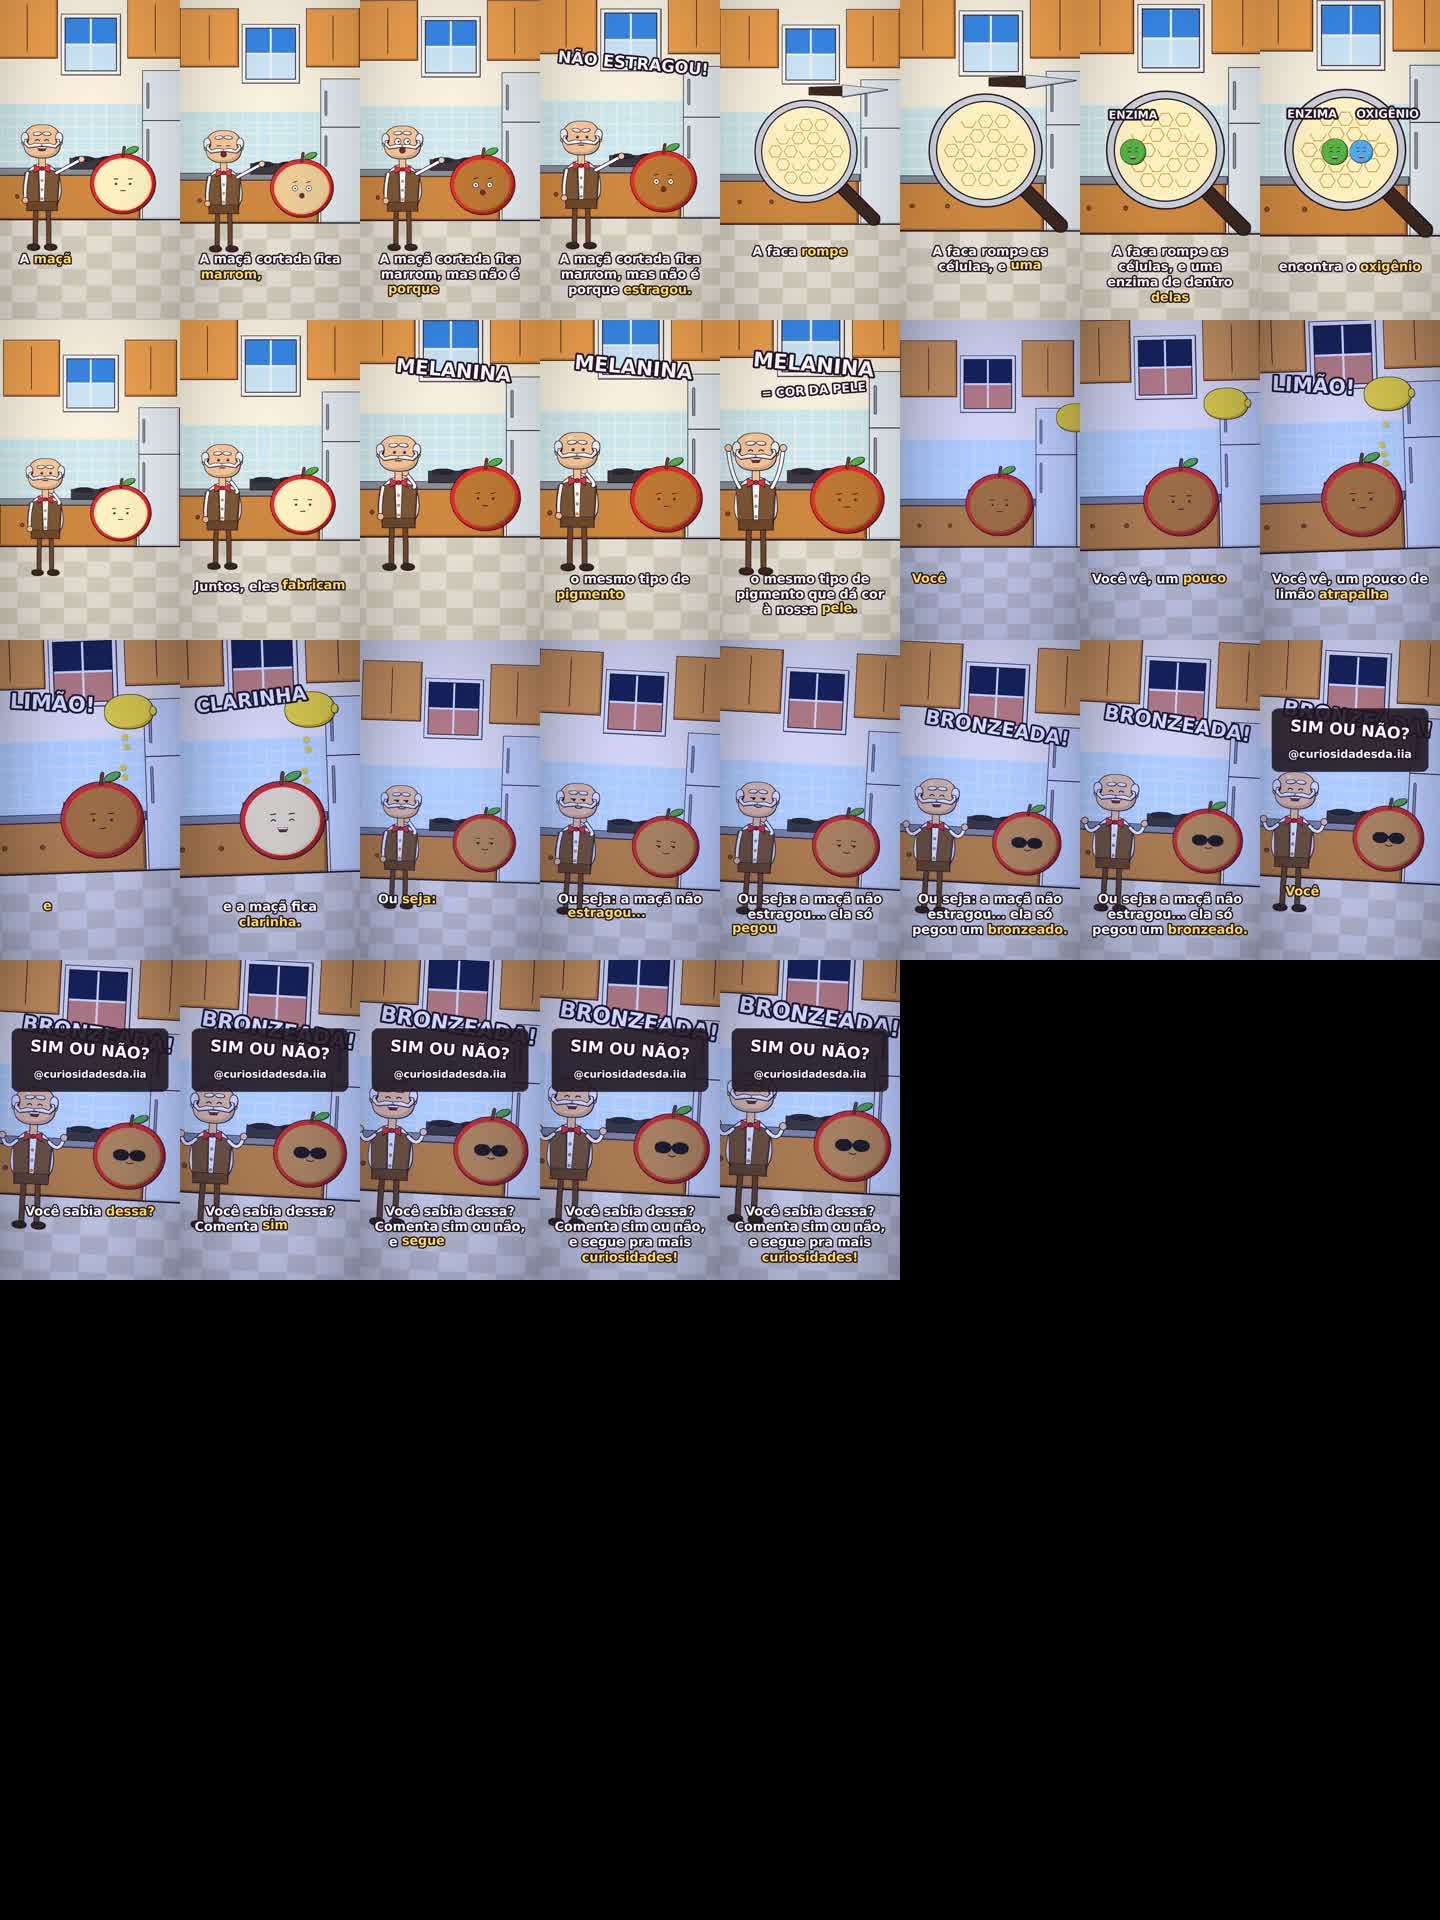 A maçã
A maçã cortada fica
marrom,
A maçã cortada fica
marrom, mas não é
porque
NÃO ESTRAGOU!
A maçã cortada fica
marrom, mas não é
porque estragou.
A faca rompe
A faca rompe as
células, e uma
ENZIMA
A faca rompe as
células, e uma
enzima de dentro
delas
ENZIMA OXIGÊNIO
encontra o oxigênio
Juntos, eles fabricam
MELANINA
MELANINA
o mesmo tipo de
pigmento
MELANINA
= COR DA PELE
o mesmo tipo de
pigmento que dá cor
à nossa pele.
Você
Você vê, um pouco
LIMÃO!
Você vê, um pouco de
limão atrapalha
LIMÃO!
e
CLARINHA
e a maçã fica
clarinha.
Ou seja:
Ou seja: a maçã não
estragou...
Ou seja: a maçã não
estragou... ela só
pegou
BRONZEADA!
Ou seja: a maçã não
estragou... ela só
pegou um bronzeado.
BRONZEADA!
Ou seja: a maçã não
estragou... ela só
pegou um bronzeado.
BRONZEADA!
SIM OU NÃO?
@curiosidadesda.iia
Você
BRONZEADA!
SIM OU NÃO?
@curiosidadesda.iia
Você sabia dessa?
BRONZEADA!
SIM OU NÃO?
@curiosidadesda.iia
Você sabia dessa?
Comenta sim
BRONZEADA!
SIM OU NÃO?
@curiosidadesda.iia
Você sabia dessa?
Comenta sim ou não,
e segue
BRONZEADA!
SIM OU NÃO?
@curiosidadesda.iia
Você sabia dessa?
Comenta sim ou não,
e segue pra mais
curiosidades!
BRONZEADA!
SIM OU NÃO?
@curiosidadesda.iia
Você sabia dessa?
Comenta sim ou não,
e segue pra mais
curiosidades!